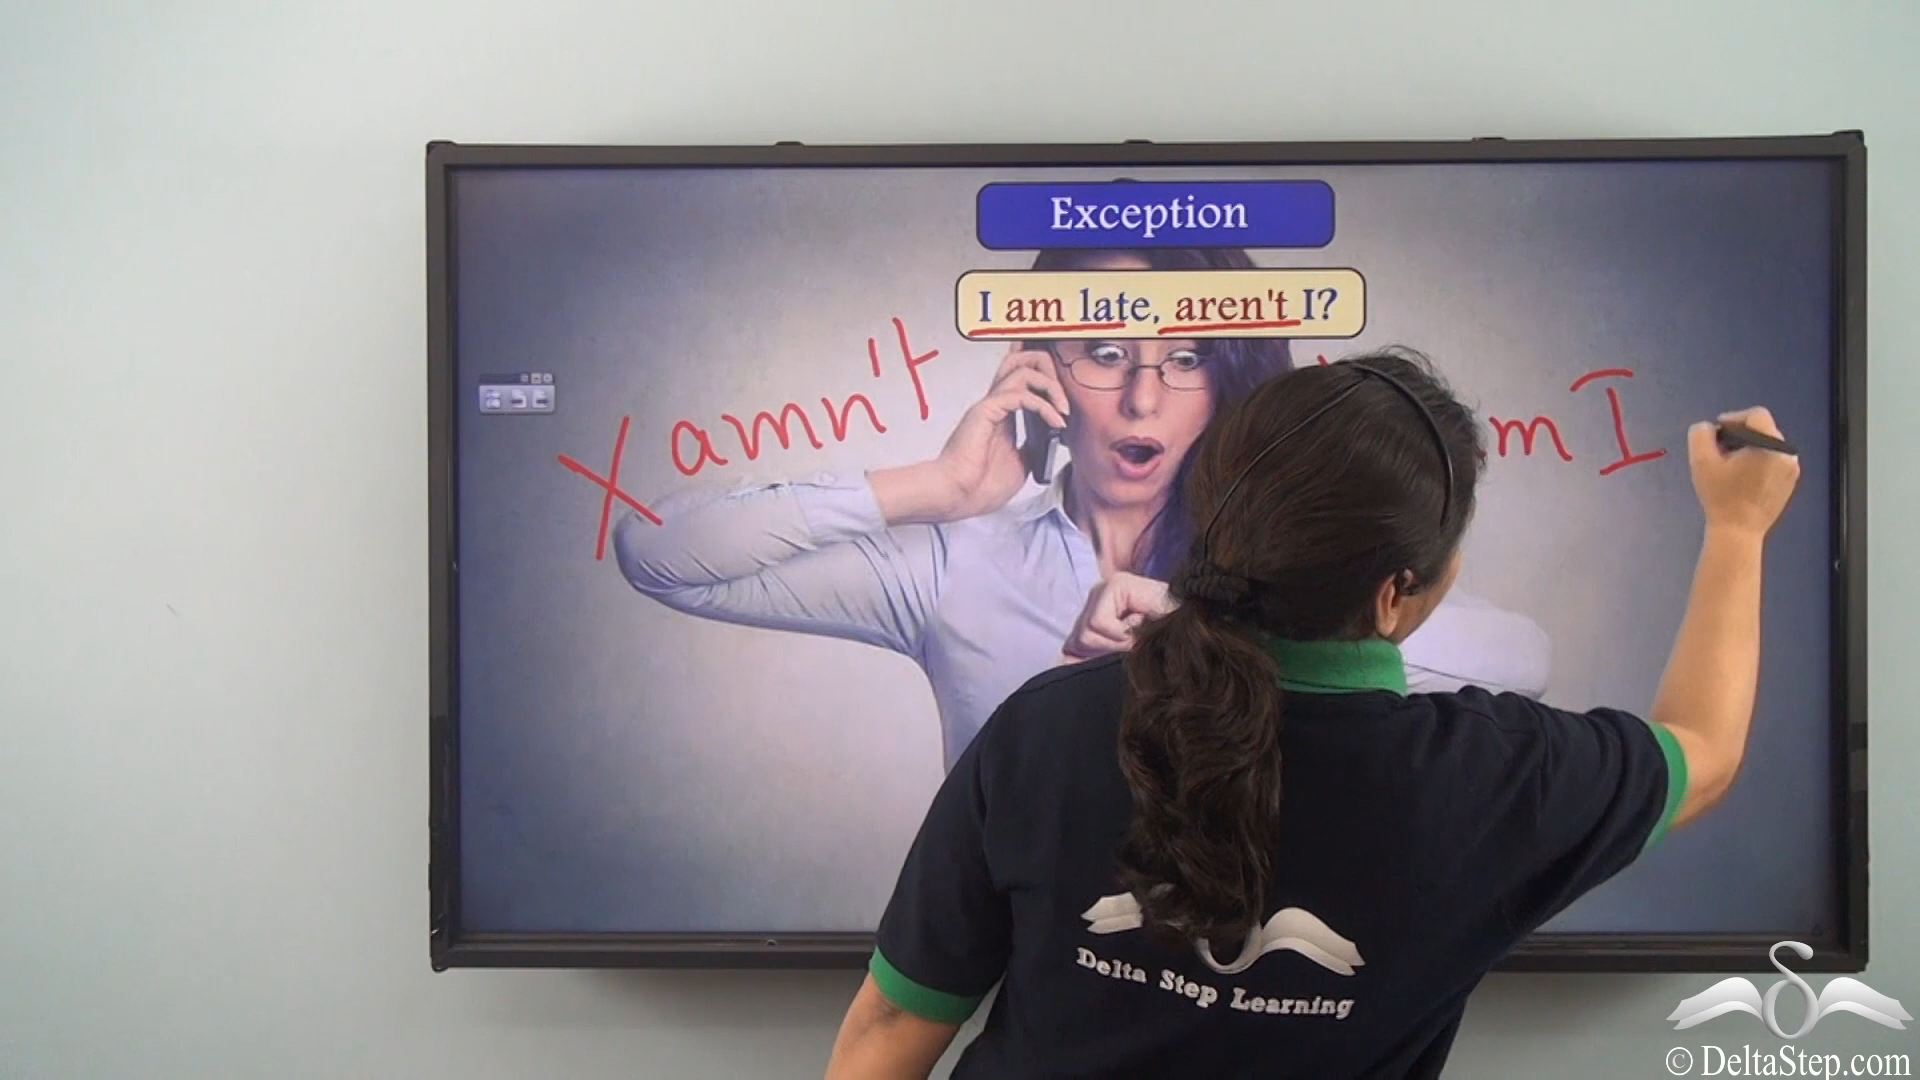 Exception
I am late, aren't I?
X amn't
m I
Delta Step Learning
© DeltaStep.com